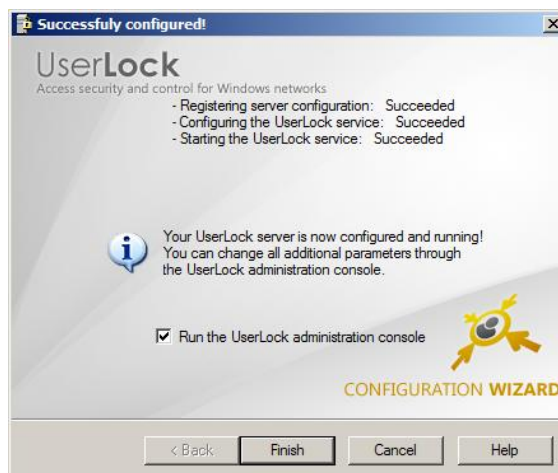 Successfuly configured!
UserLock
Access security and control for Windows networks
- Registering server configuration: Succeeded
- Configuring the UserLock service: Succeeded
- Starting the UserLock service: Succeeded
Your UserLock server is now configured and running!
You can change all additional parameters through
the UserLock administration console.
Run the UserLock administration console
CONFIGURATION WIZARD
< Back
Finish
Cancel
Help